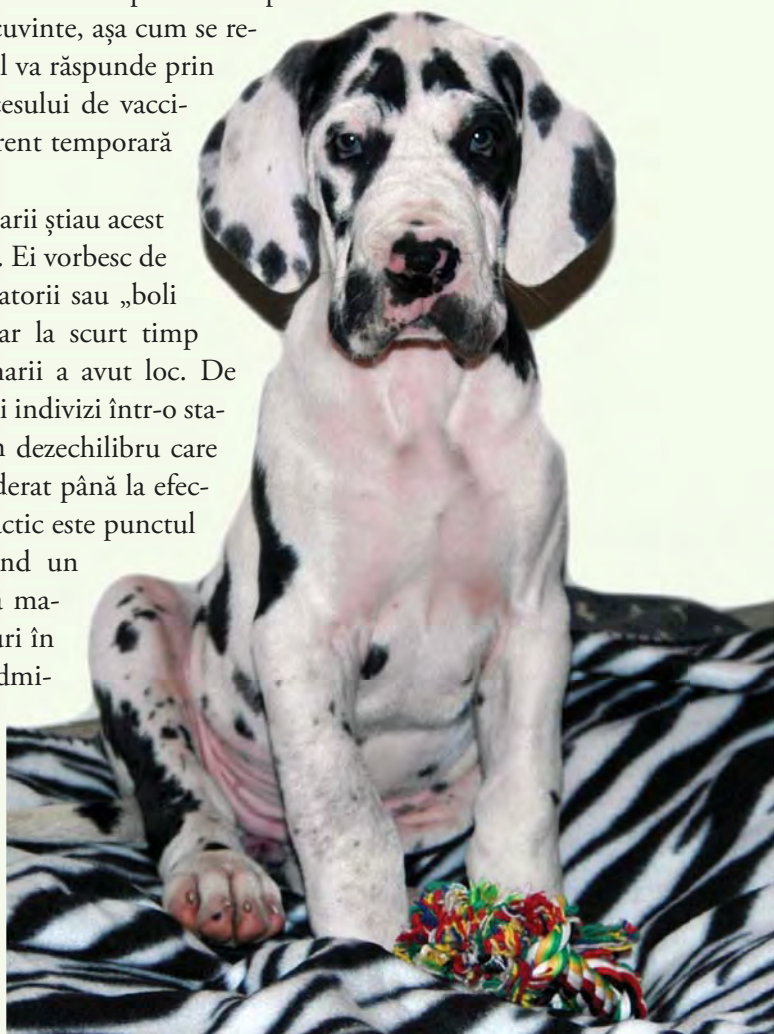 cuvinte, așa cum se re-
l va răspunde prin
cesului de vacci-
rent temporară
arii știau acest
. Ei vorbesc de
atorii sau „boli
ar la scurt timp
narii a avut loc. De
i indivizi într-o sta-
dezechilibru care
derat până la efec-
actic este punctul
nd un
ma-
uri în
dmi-